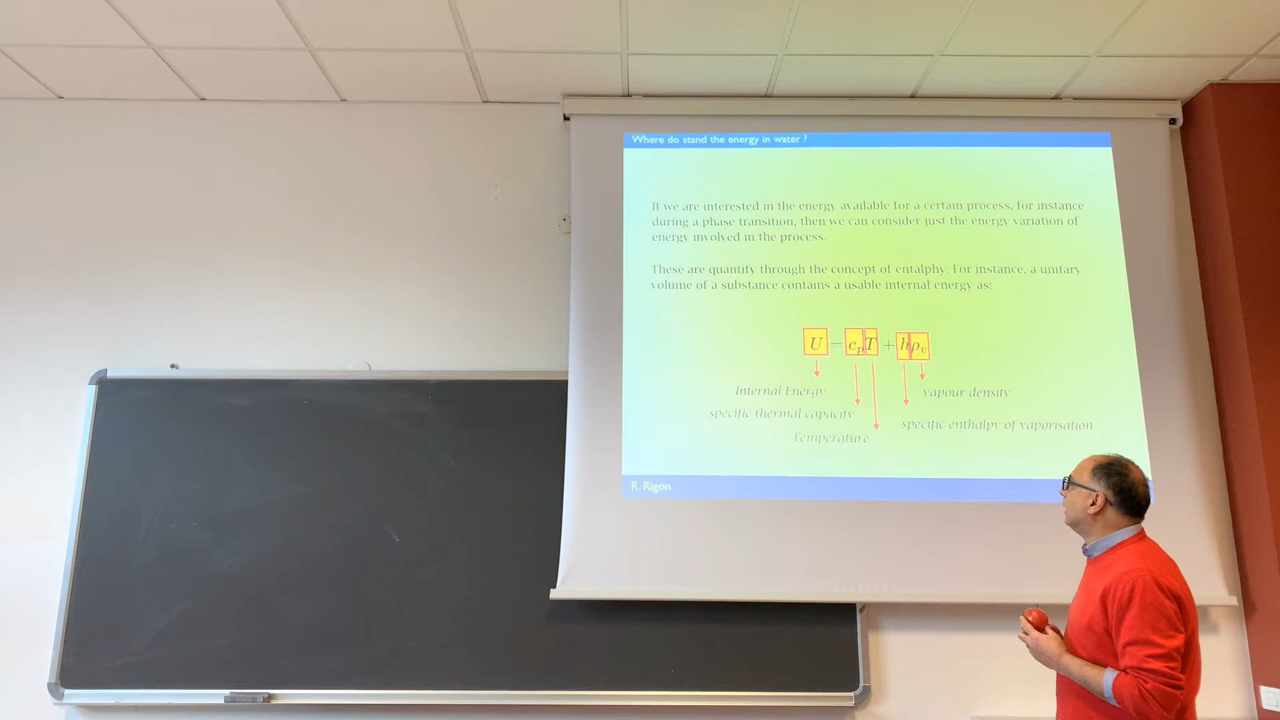 Where do stand the energy in water ?
If we are interested in the energy available for a certain process, for instance
during a phase transition, then we can consider just the energy variation of
energy involved in the process.
These are quantify through the concept of entalphy. For instance, a unitary
volume of a substance contains a usable internal energy as:
U = c_p T + h ρ_v
Internal Energy
vapour density
specific thermal capacity
specific enthalpy of vaporisation
Temperature
R. Rigon